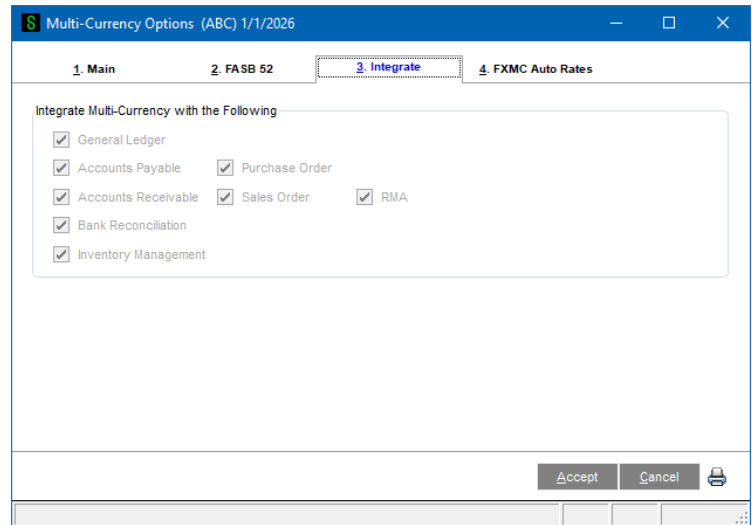 S Multi-Currency Options (ABC) 1/1/2026
1. Main 2. FASB 52 3. Integrate 4. FXMC Auto Rates
Integrate Multi-Currency with the Following
General Ledger
Accounts Payable Purchase Order
Accounts Receivable Sales Order RMA
Bank Reconciliation
Inventory Management
Accept Cancel